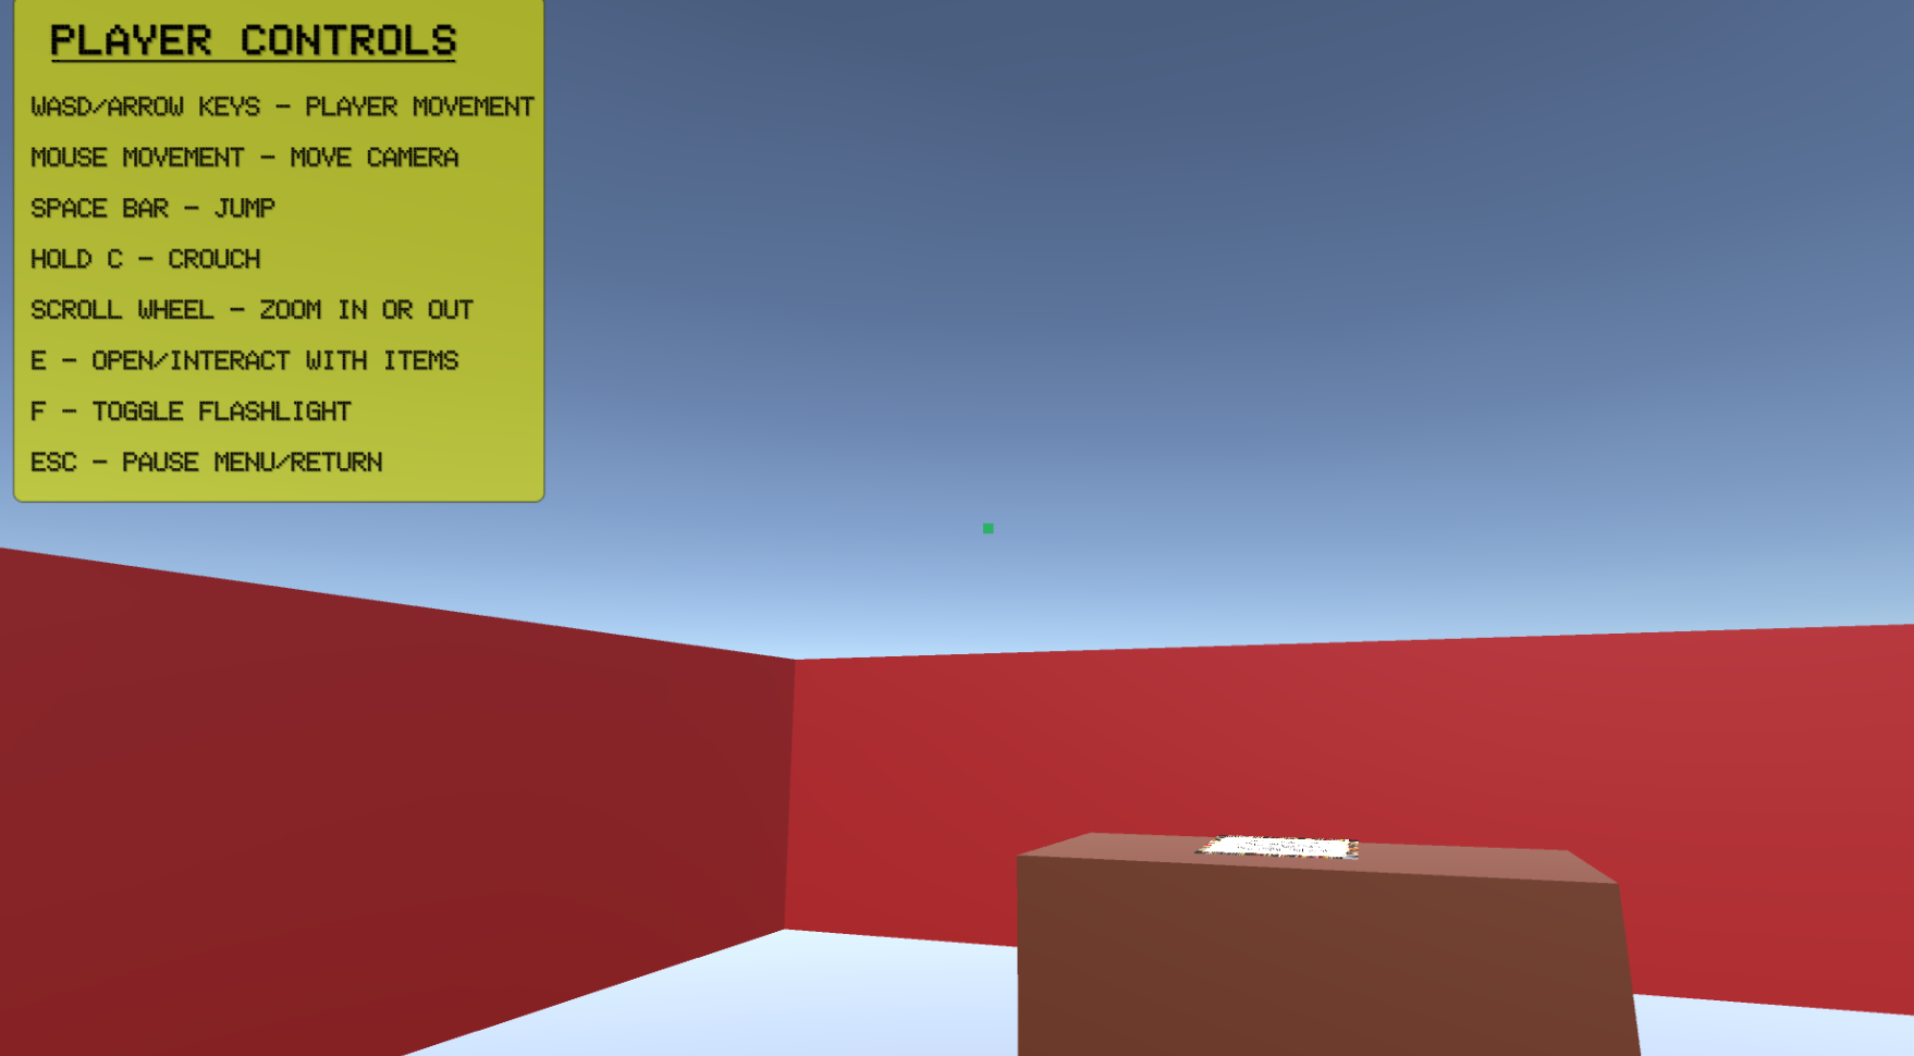 PLAYER CONTROLS
WASD/ARROW KEYS - PLAYER MOVEMENT
MOUSE MOVEMENT - MOVE CAMERA
SPACE BAR - JUMP
HOLD C - CROUCH
SCROLL WHEEL - ZOOM IN OR OUT
E - OPEN/INTERACT WITH ITEMS
F - TOGGLE FLASHLIGHT
ESC - PAUSE MENU/RETURN